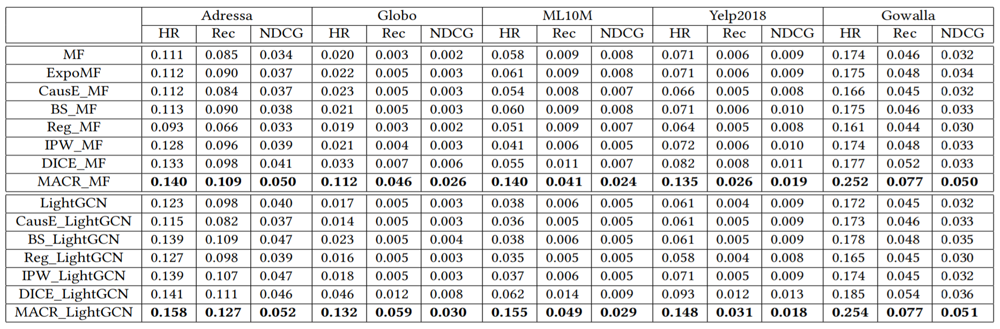 Adressa Globo ML10M Yelp2018 Gowalla
HR Rec NDCG HR Rec NDCG HR Rec NDCG HR Rec NDCG HR Rec NDCG
MF 0.111 0.085 0.034 0.020 0.003 0.002 0.058 0.009 0.008 0.071 0.006 0.009 0.174 0.046 0.032
ExpoMF 0.112 0.090 0.037 0.022 0.005 0.003 0.061 0.009 0.008 0.071 0.006 0.009 0.175 0.048 0.034
CausE_MF 0.112 0.084 0.037 0.023 0.005 0.003 0.054 0.008 0.007 0.066 0.005 0.008 0.166 0.045 0.032
BS_MF 0.113 0.090 0.038 0.021 0.005 0.003 0.060 0.009 0.008 0.071 0.006 0.010 0.175 0.046 0.033
Reg_MF 0.093 0.066 0.033 0.019 0.003 0.002 0.051 0.009 0.007 0.064 0.005 0.008 0.161 0.044 0.030
IPW_MF 0.128 0.096 0.039 0.021 0.004 0.003 0.041 0.006 0.005 0.072 0.006 0.010 0.174 0.048 0.033
DICE_MF 0.133 0.098 0.041 0.033 0.007 0.006 0.055 0.011 0.007 0.082 0.008 0.011 0.177 0.052 0.033
MACR_MF 0.140 0.109 0.050 0.112 0.046 0.026 0.140 0.041 0.024 0.135 0.026 0.019 0.252 0.077 0.050
LightGCN 0.123 0.098 0.040 0.017 0.005 0.003 0.038 0.006 0.005 0.061 0.004 0.009 0.172 0.045 0.032
CausE_LightGCN 0.115 0.082 0.037 0.014 0.005 0.003 0.036 0.005 0.005 0.061 0.005 0.009 0.173 0.046 0.033
BS_LightGCN 0.139 0.109 0.047 0.023 0.005 0.004 0.038 0.006 0.005 0.061 0.005 0.009 0.178 0.048 0.035
Reg_LightGCN 0.127 0.098 0.039 0.016 0.005 0.003 0.035 0.005 0.005 0.058 0.004 0.008 0.165 0.045 0.030
IPW_LightGCN 0.139 0.107 0.047 0.018 0.005 0.003 0.037 0.006 0.005 0.071 0.005 0.009 0.174 0.045 0.032
DICE_LightGCN 0.141 0.111 0.046 0.046 0.012 0.008 0.062 0.014 0.009 0.093 0.012 0.013 0.185 0.054 0.036
MACR_LightGCN 0.158 0.127 0.052 0.132 0.059 0.030 0.155 0.049 0.029 0.148 0.031 0.018 0.254 0.077 0.051